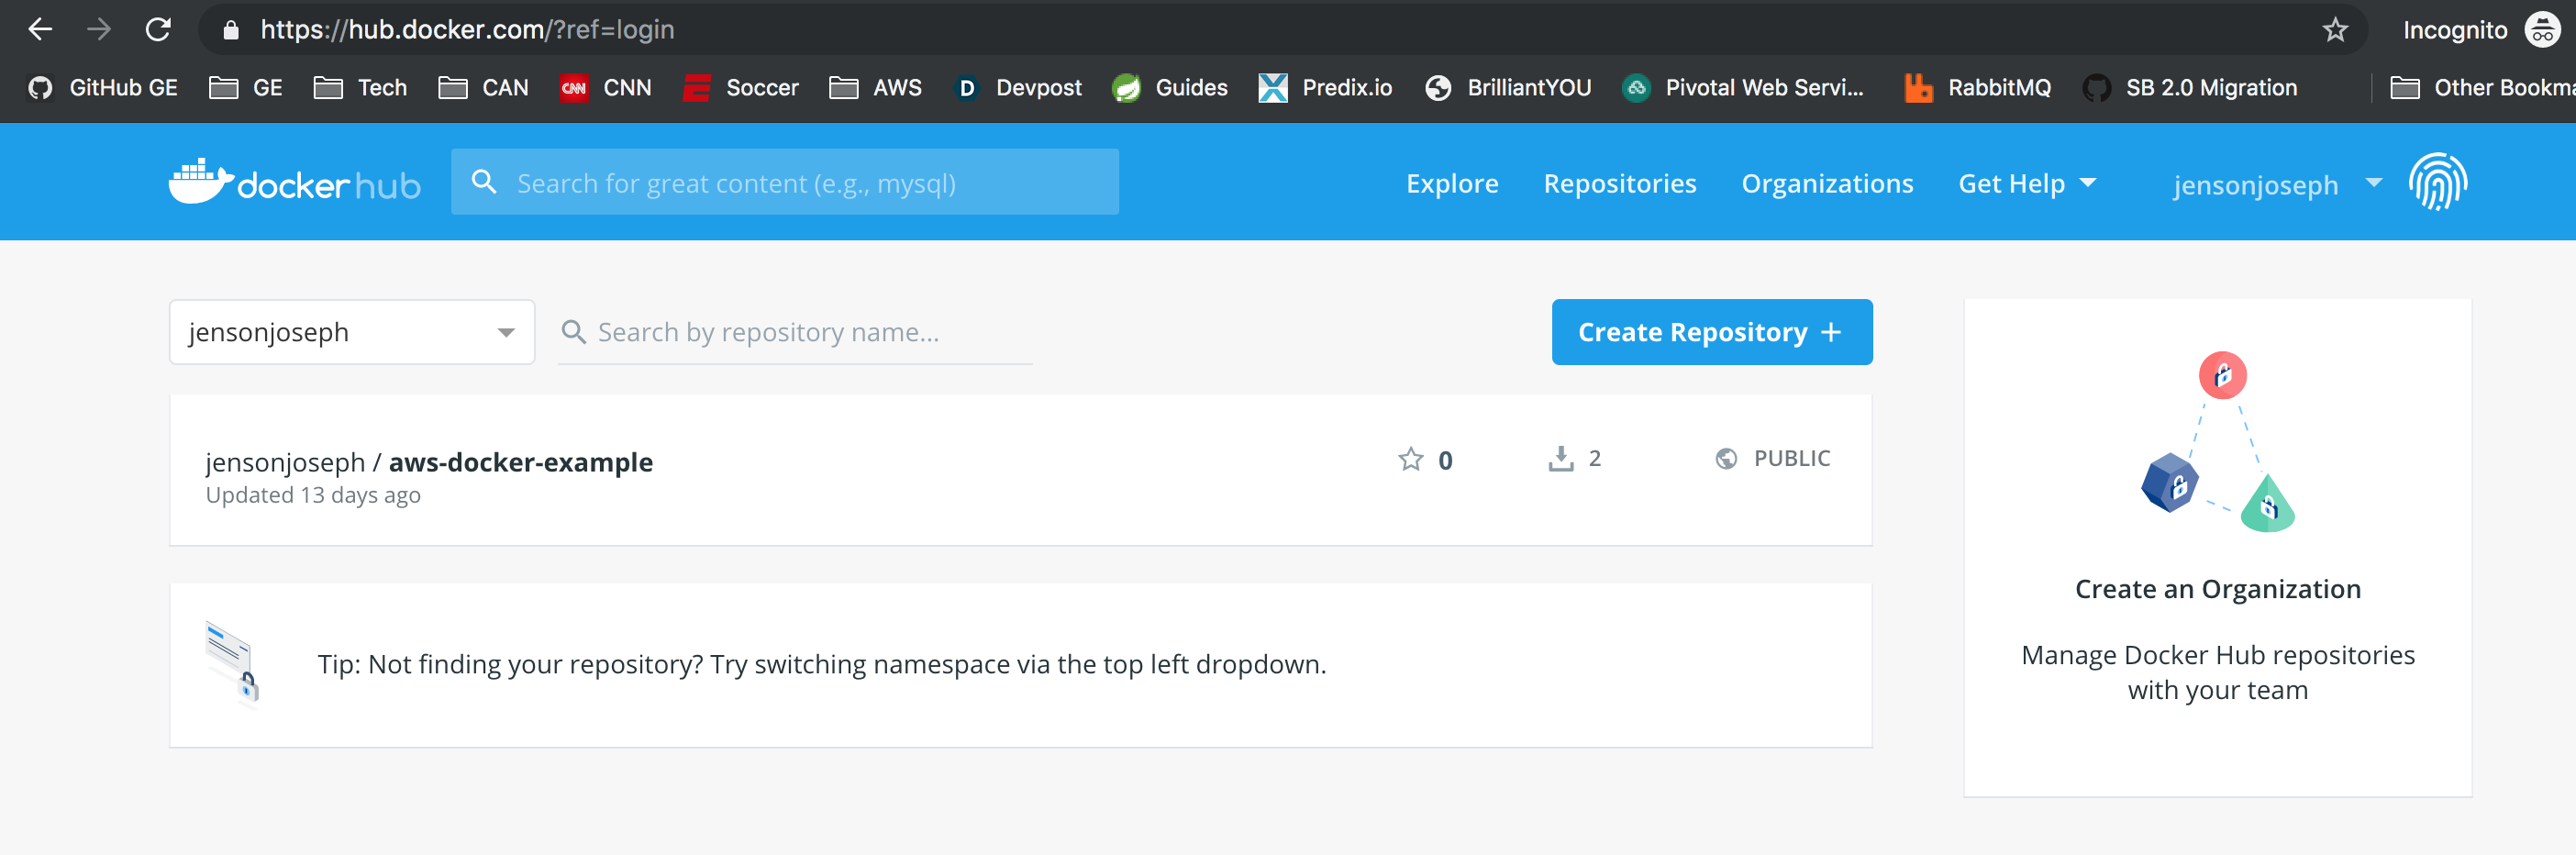 https://hub.docker.com/?ref=login
Incognito
GitHub GE
GE
Tech
CAN
CNN
CNN
Soccer
AWS
D
Devpost
Guides
Predix.io
BrilliantYOU
Pivotal Web Servi...
RabbitMQ
SB 2.0 Migration
Other Bookma
docker hub
Search for great content (e.g., mysql)
Explore
Repositories
Organizations
Get Help
jensonjoseph
jensonjoseph
Search by repository name...
Create Repository +
jensonjoseph / aws-docker-example
0
2
PUBLIC
Updated 13 days ago
Tip: Not finding your repository? Try switching namespace via the top left dropdown.
Create an Organization
Manage Docker Hub repositories
with your team